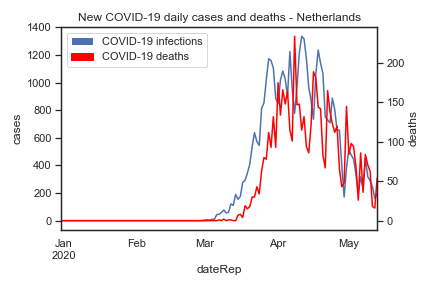 New COVID-19 daily cases and deaths - Netherlands
COVID-19 infections
COVID-19 deaths
1400
1200
1000
800
600
400
200
0
cases
200
150
100
50
0
deaths
Jan Feb Mar Apr May
2020
dateRep